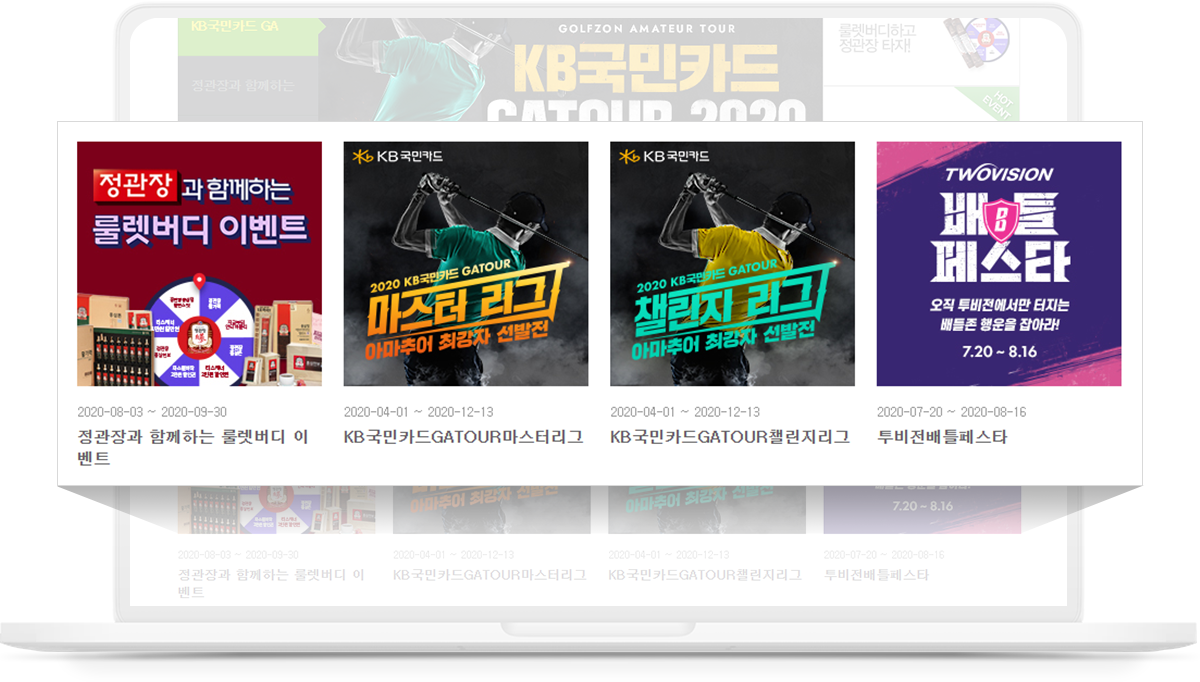 KB국민카드 GA
정관장과 함께하는
GOLFZON AMATEUR TOUR
KB국민카드
GATOUR 2020
룰렛버디하고
정관장 타자!
HOT
EVENT
정관장과 함께하는
룰렛버디 이벤트
2020-08-03 ~ 2020-09-30
정관장과 함께하는 룰렛버디 이
벤트
KB국민카드
2020 KB국민카드 GATOUR
마스터 리그
아마추어 최강자 선발전
2020-04-01 ~ 2020-12-13
KB국민카드GATOUR마스터리그
KB국민카드
2020 KB국민카드 GATOUR
챌린지 리그
아마추어 최강자 선발전
2020-04-01 ~ 2020-12-13
KB국민카드GATOUR챌린지리그
TWOVISION
배틀
B
페스타
오직 투비전에서만 터지는
배틀존 행운을 잡아라!
7.20 ~ 8.16
2020-07-20 ~ 2020-08-16
투비전배틀페스타
아마추어 최강자 선발전
아마추어 최강자 선발전
7.20 ~ 8.16
2020-08-03 ~ 2020-09-30
정관장과 함께하는 룰렛버디 이
벤트
2020-04-01 ~ 2020-12-13
KB국민카드GATOUR마스터리그
2020-04-01 ~ 2020-12-13
KB국민카드GATOUR챌린지리그
2020-07-20 ~ 2020-09-16
투비전배틀페스타